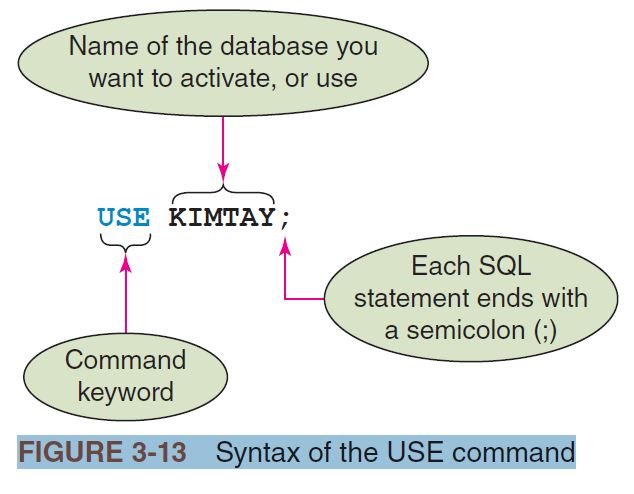 Name of the database you
want to activate, or use
USE KIMTAY;
Each SQL
statement ends with
a semicolon (;)
Command
keyword
FIGURE 3-13 Syntax of the USE command